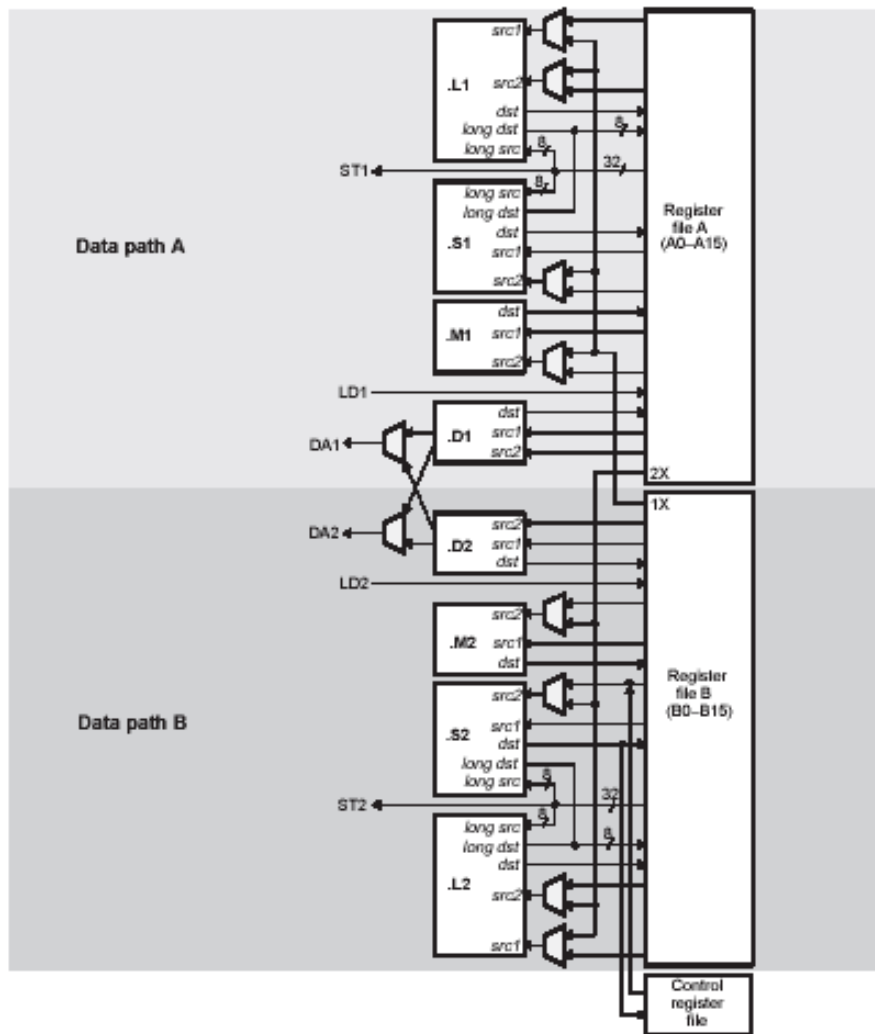 src1
.L1
src2
dst
long dst
8
long src
8
ST1
32
8
long src
long dst
Register
file A
(A0–A15)
Data path A
dst
.S1
src1
src2
dst
.M1
src1
src2
LD1
dst
.D1
src1
DA1
src2
2X
1X
src2
DA2
.D2
src1
dst
LD2
src2
.M2
src1
dst
Register
file B
(B0–B15)
src2
Data path B
.S2
src1
dst
long dst
8
long src
ST2
32
8
long src
long dst
8
dst
.L2
src2
src1
Control
register
file